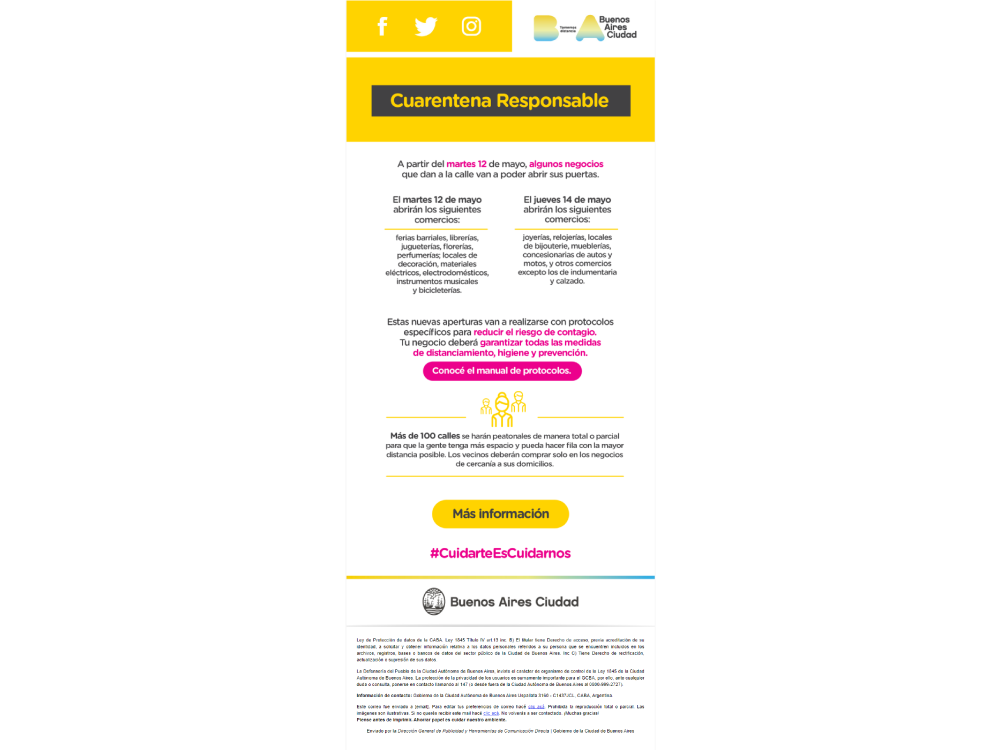 Comemos distancia
Buenos
Aires
Ciudad
Cuarentena Responsable
A partir del martes 12 de mayo, algunos negocios
que dan a la calle van a poder abrir sus puertas.
El martes 12 de mayo
abrirán los siguientes
comercios:
ferias barriales, librerías,
jugueterías, florerías,
perfumerías; locales de
decoración, materiales
eléctricos, electrodomésticos,
instrumentos musicales
y bicicleterías.
El jueves 14 de mayo
abrirán los siguientes
comercios:
joyerías, relojerías, locales
de bijouterie, mueblerías,
concesionarias de autos y
motos, y otros comercios
excepto los de indumentaria
y calzado.
Estas nuevas aperturas van a realizarse con protocolos
específicos para reducir el riesgo de contagio.
Tu negocio deberá garantizar todas las medidas
de distanciamiento, higiene y prevención.
Conocé el manual de protocolos.
Más de 100 calles se harán peatonales de manera total o parcial
para que la gente tenga más espacio y pueda hacer fila con la mayor
distancia posible. Los vecinos deberán comprar solo en los negocios
de cercanía a sus domicilios.
Más información
#CuidarteEsCuidarnos
Buenos Aires Ciudad
Ley de Protección de datos de la CABA. Ley 1845 Título IV art.13 inc. B) El titular tiene Derecho de acceso, previa acreditación de su
identidad, a solicitar y obtener información relativa a los datos personales referidos a su persona que se encuentren incluidos en los
archivos, registros, bases o bancos de datos del sector público de la Ciudad de Buenos Aires. Inc C) Tiene Derecho de rectificación,
actualización o supresión de sus datos.
La Defensoría del Pueblo de la Ciudad Autónoma de Buenos Aires, inviste el carácter de organismo de control de la Ley 1845 de la Ciudad
Autónoma de Buenos Aires. La protección de la privacidad de los usuarios es sumamente importante para el GCBA, por ello, ante cualquier
duda o consulta, ponerse en contacto llamando al 147 (o desde fuera de la Ciudad Autónoma de Buenos Aires al 0800-999-2727).
Información de contacto: Gobierno de la Ciudad Autónoma de Buenos Aires Uspallata 3160 - C1437JCL. CABA, Argentina.
Este correo fue enviado a [email]. Para editar tus preferencias de correo hacé clic acá. Prohibida la reproducción total o parcial. Las
imágenes son ilustrativas. Si no querés recibir este mail hacé clic acá. No volverás a ser contactado. ¡Muchas gracias!
Piense antes de imprimir. Ahorrar papel es cuidar nuestro ambiente.
Enviado por la Dirección General de Publicidad y Herramientas de Comunicación Directa | Gobierno de la Ciudad de Buenos Aires